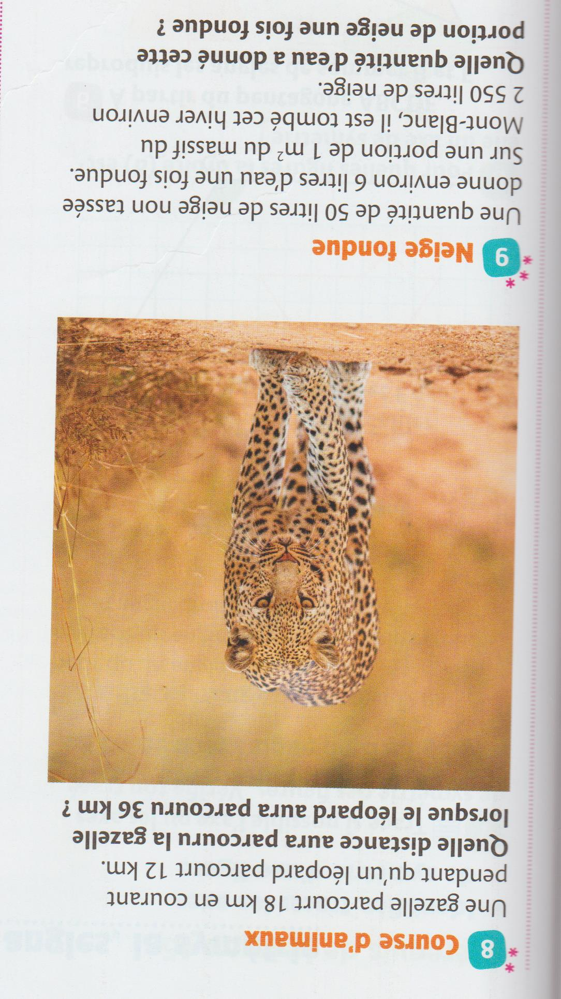 8 Course d'animaux
Une gazelle parcourt 18 km en courant
pendant qu'un léopard parcourt 12 km.
Quelle distance aura parcouru la gazelle
lorsque le léopard aura parcouru 36 km ?
9 Neige fondue
Une quantité de 50 litres de neige non tassée
donne environ 6 litres d'eau une fois fondue.
Sur une portion de 1 m² du massif du
Mont-Blanc, il est tombé cet hiver environ
2 550 litres de neige.
Quelle quantité d'eau a donné cette
portion de neige une fois fondue ?